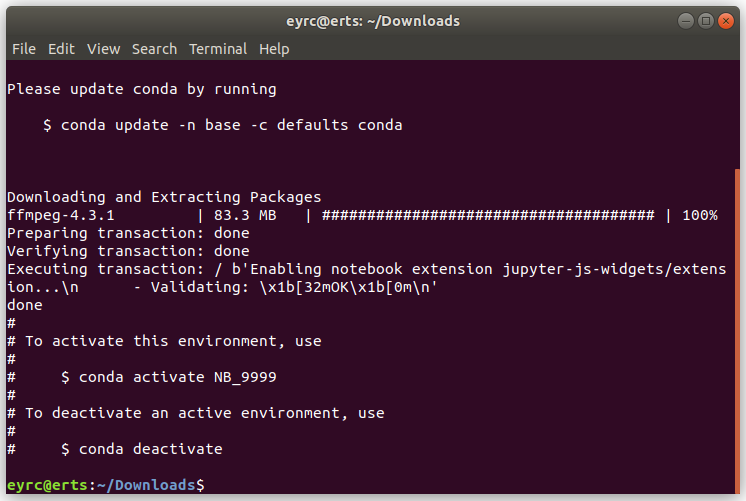 eyrc@erts: ~/Downloads
File Edit View Search Terminal Help
Please update conda by running
$ conda update -n base -c defaults conda
Downloading and Extracting Packages
ffmpeg-4.3.1 | 83.3 MB | ##################################### | 100%
Preparing transaction: done
Verifying transaction: done
Executing transaction: / b'Enabling notebook extension jupyter-js-widgets/extens
ion...\n - Validating: \x1b[32mOK\x1b[0m\n'
done
#
# To activate this environment, use
#
# $ conda activate NB_9999
#
# To deactivate an active environment, use
#
# $ conda deactivate
eyrc@erts:~/Downloads$